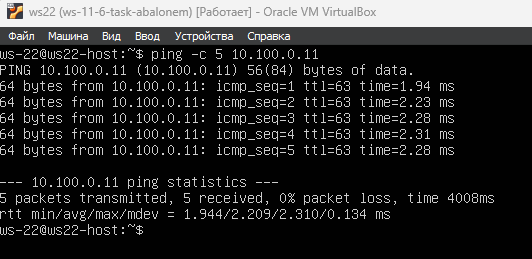 ws22 (ws-11-6-task-abalonem) [Работает] - Oracle VM VirtualBox
Файл Машина Вид Ввод Устройства Справка
ws-22@ws22-host:~$ ping -c 5 10.100.0.11
PING 10.100.0.11 (10.100.0.11) 56(84) bytes of data.
64 bytes from 10.100.0.11: icmp_seq=1 ttl=63 time=1.94 ms
64 bytes from 10.100.0.11: icmp_seq=2 ttl=63 time=2.23 ms
64 bytes from 10.100.0.11: icmp_seq=3 ttl=63 time=2.28 ms
64 bytes from 10.100.0.11: icmp_seq=4 ttl=63 time=2.31 ms
64 bytes from 10.100.0.11: icmp_seq=5 ttl=63 time=2.28 ms
--- 10.100.0.11 ping statistics ---
5 packets transmitted, 5 received, 0% packet loss, time 4008ms
rtt min/avg/max/mdev = 1.944/2.209/2.310/0.134 ms
ws-22@ws22-host:~$